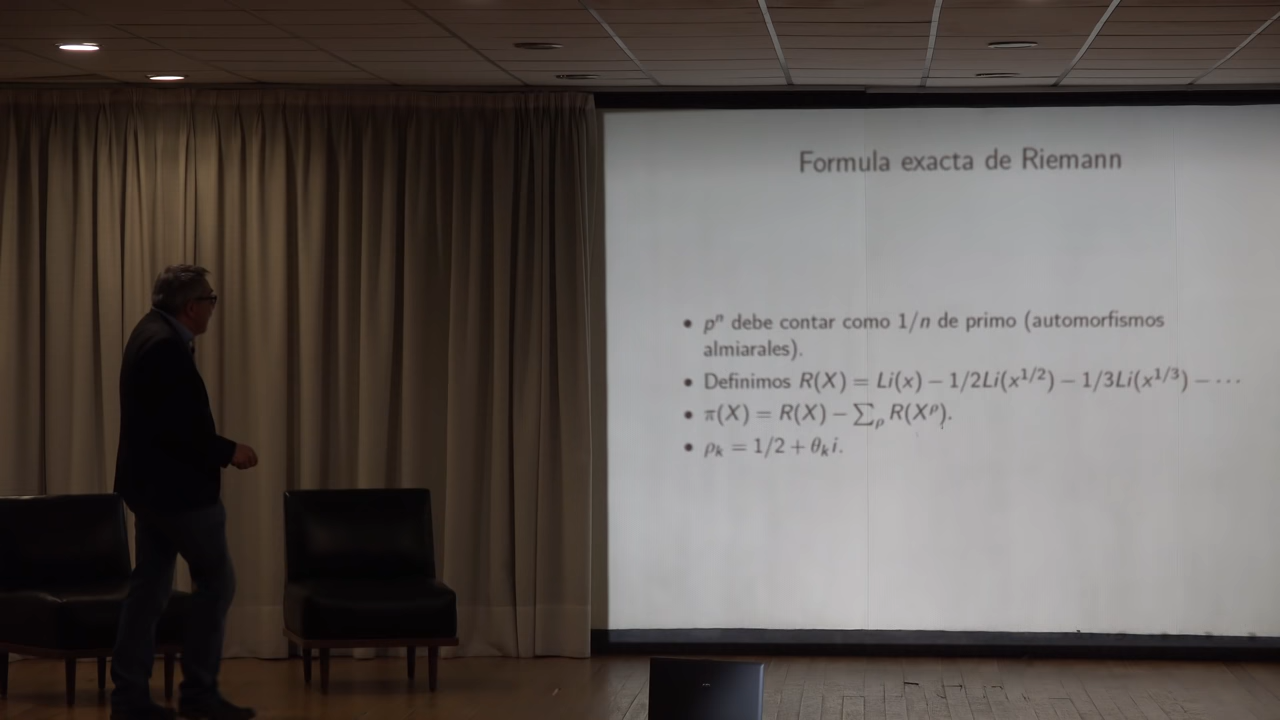 Formula exacta de Riemann
• pⁿ debe contar como 1/n de primo (automorfismos
almiarales).
• Definimos R(X) = Li(x) − 1/2Li(x^{1/2}) − 1/3Li(x^{1/3}) − ⋯
• π(X) = R(X) − ∑_ρ R(X^ρ).
• ρ_k = 1/2 + θ_k i.